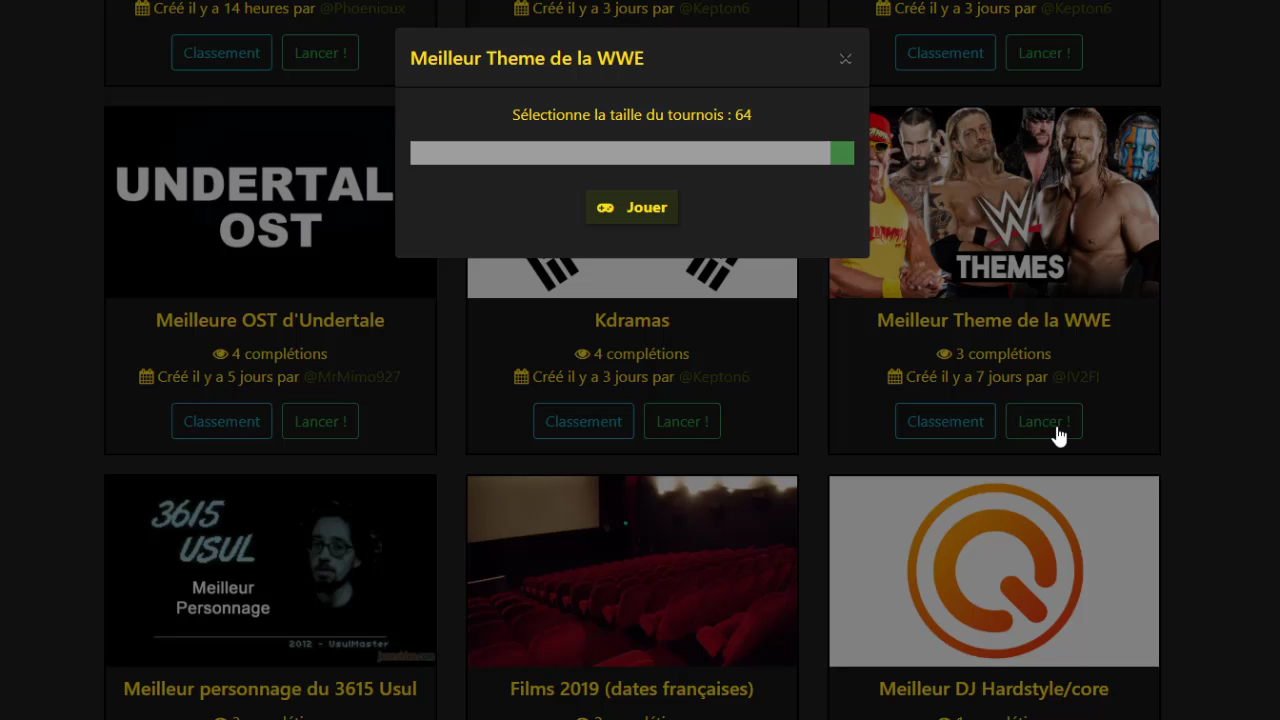 Créé il y a 14 heures par @Phoenioux
Créé il y a 3 jours par @Kepton6
Créé il y a 3 jours par @Kepton6
Classement Lancer !
Classement Lancer !
Meilleur Theme de la WWE ×
Sélectionne la taille du tournois : 64
Jouer
UNDERTAL
OST
W
THEMES
Meilleure OST d'Undertale
4 complétions
Créé il y a 5 jours par @MrMimo927
Classement Lancer !
Kdramas
4 complétions
Créé il y a 3 jours par @Kepton6
Classement Lancer !
Meilleur Theme de la WWE
3 complétions
Créé il y a 7 jours par @IV2FI
Classement Lancer !
3615
USUL
Meilleur
Personnage
2012 - UsulMaster
Meilleur personnage du 3615 Usul
Films 2019 (dates françaises)
Meilleur DJ Hardstyle/core